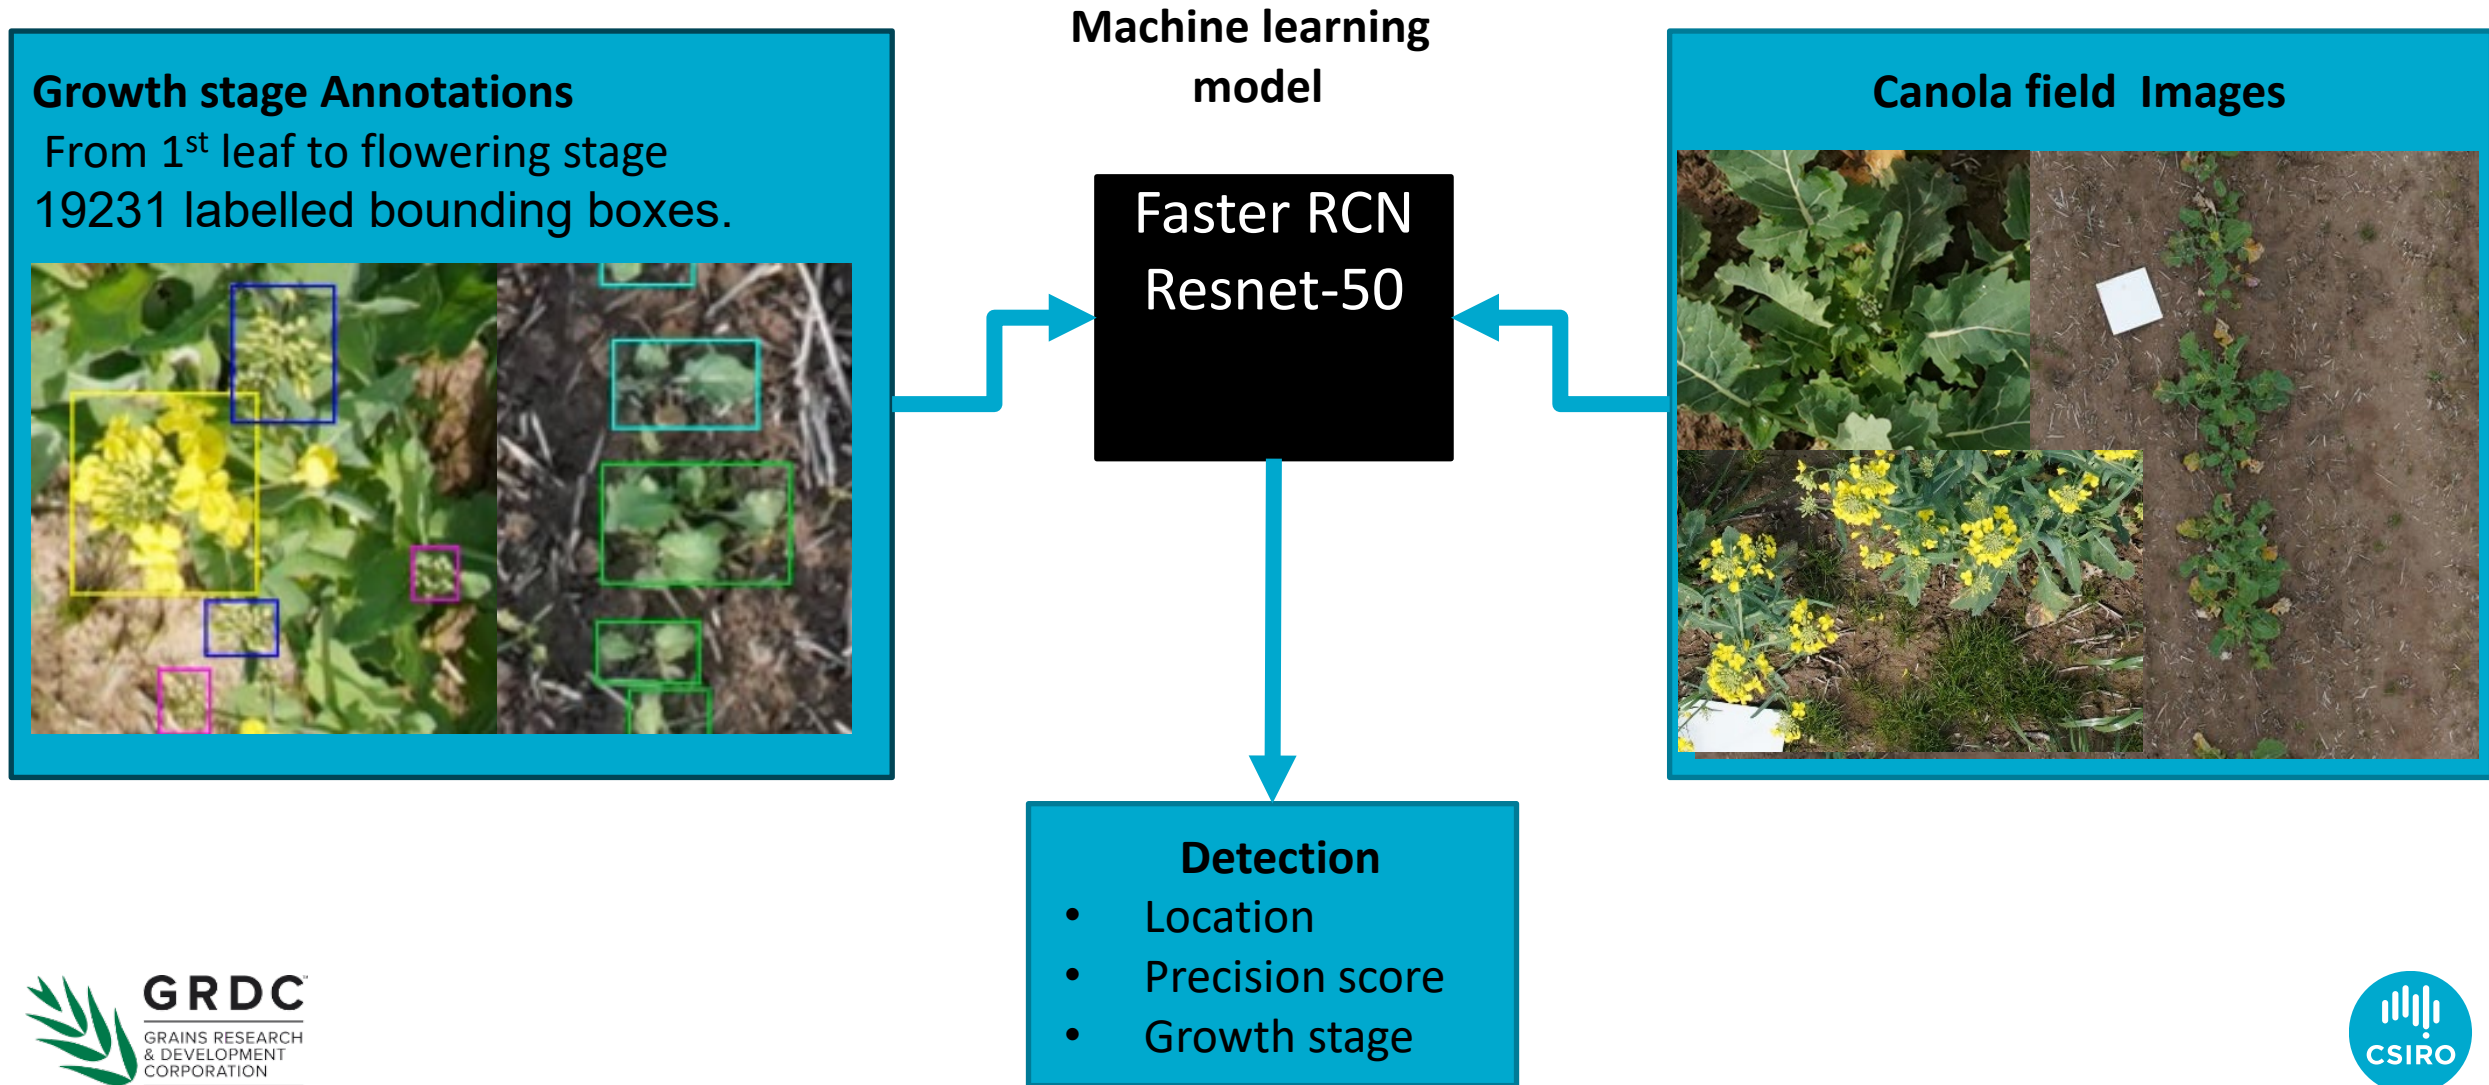 Machine learning
model
Growth stage Annotations
From 1st leaf to flowering stage
19231 labelled bounding boxes.
Faster RCN
Resnet-50
Canola field  Images
Detection
• Location
• Precision score
• Growth stage
GRDC™
GRAINS RESEARCH
& DEVELOPMENT
CORPORATION
CSIRO